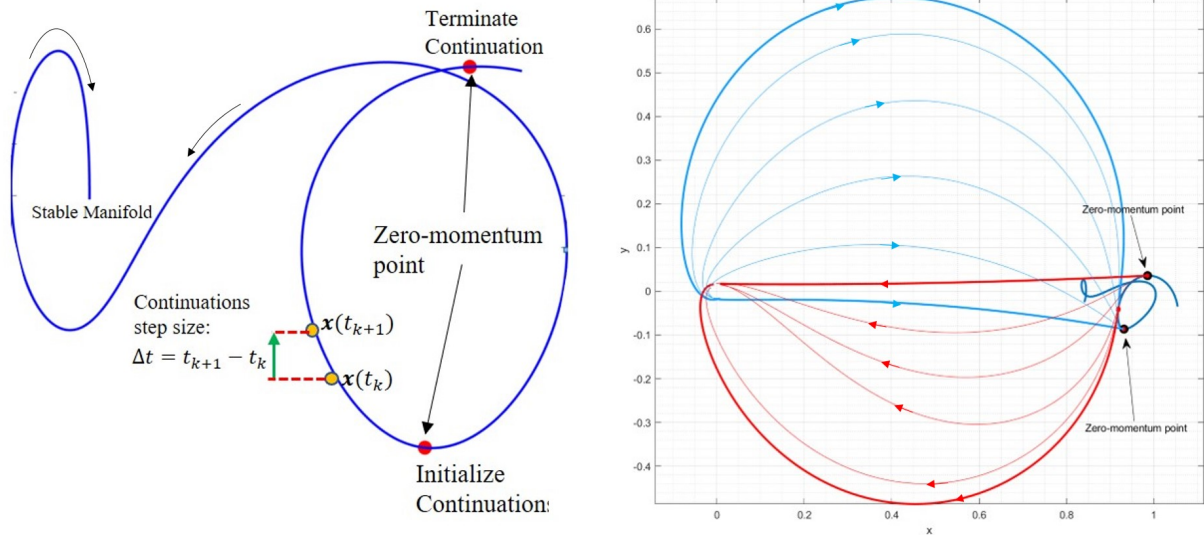 Terminate
Continuation
Stable Manifold
Zero-momentum
point
Continuations
step size:
Δt = tₖ₊₁ − tₖ
x(tₖ₊₁)
x(tₖ)
Initialize
Continuations
0.6
0.5
0.4
0.3
0.2
0.1
0
-0.1
-0.2
-0.3
-0.4
y
Zero-momentum point
Zero-momentum point
0 0.2 0.4 0.6 0.8 1
x